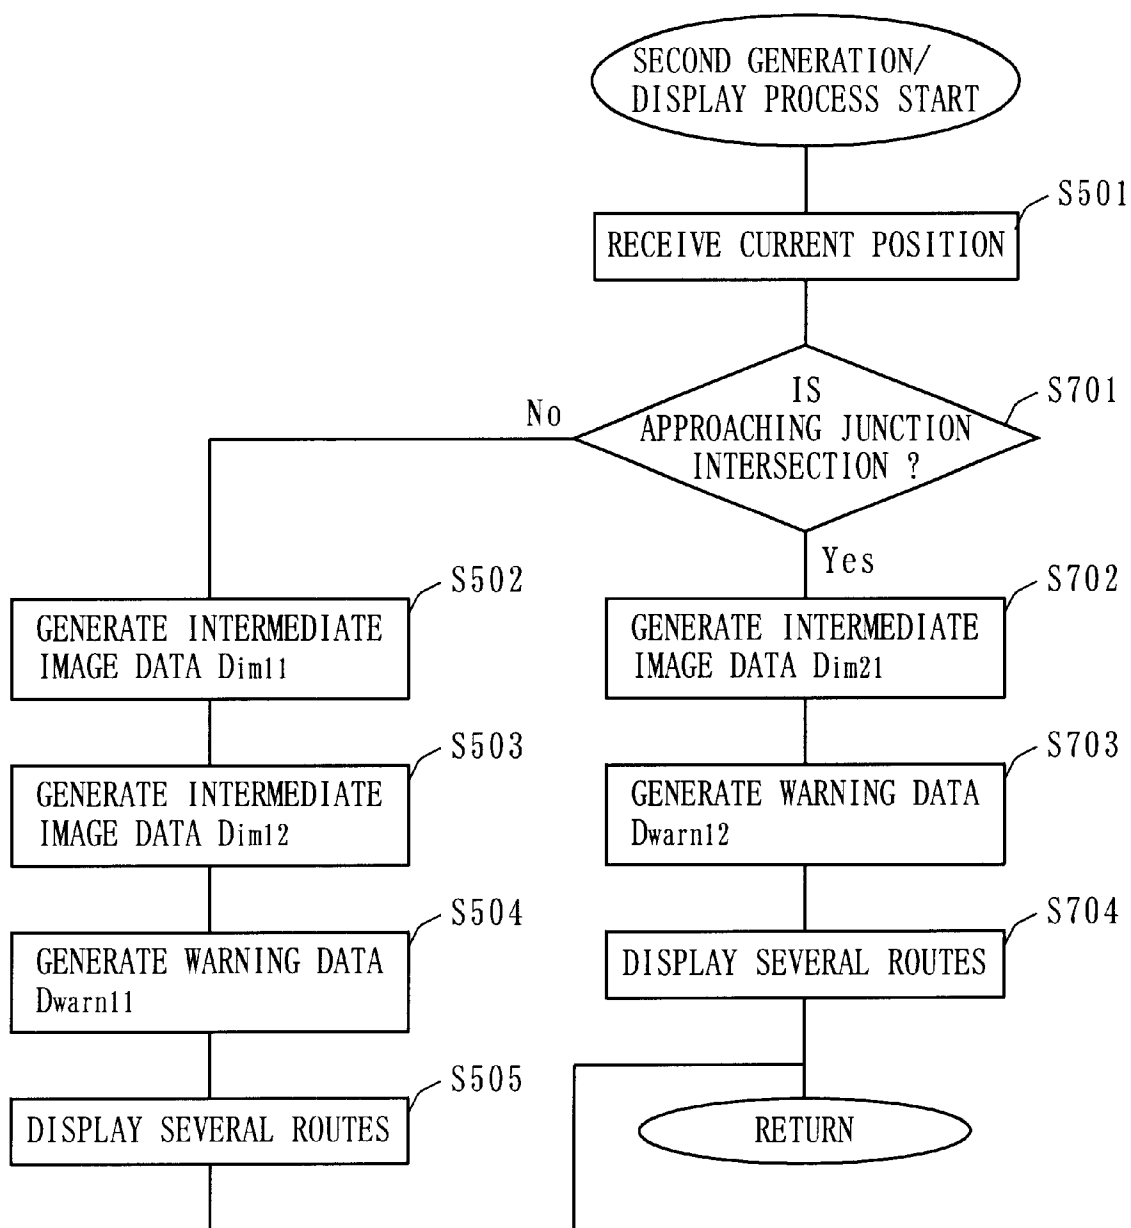 SECOND GENERATION/
DISPLAY PROCESS START
S501
RECEIVE CURRENT POSITION
S701
IS
APPROACHING JUNCTION
INTERSECTION ?
No
Yes
S502
GENERATE INTERMEDIATE
IMAGE DATA Dim11
S503
GENERATE INTERMEDIATE
IMAGE DATA Dim12
S504
GENERATE WARNING DATA
Dwarn11
S505
DISPLAY SEVERAL ROUTES
S702
GENERATE INTERMEDIATE
IMAGE DATA Dim21
S703
GENERATE WARNING DATA
Dwarn12
S704
DISPLAY SEVERAL ROUTES
RETURN